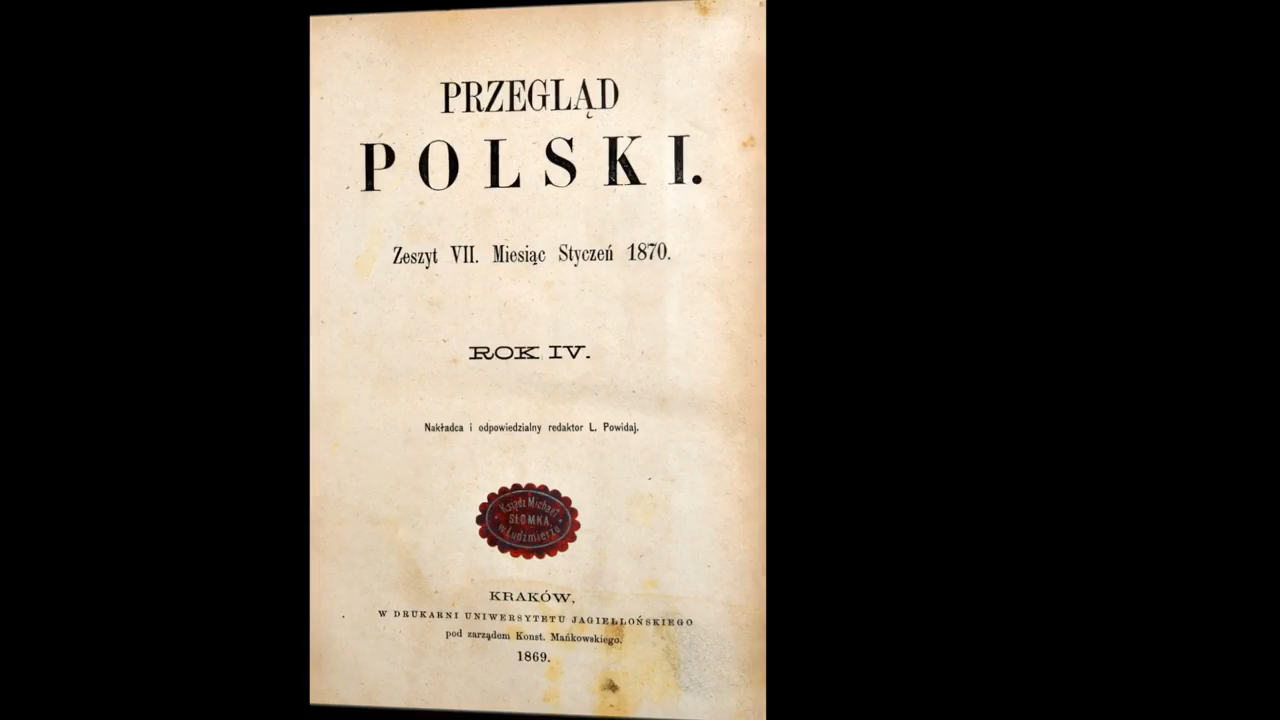 PRZEGLĄD
POLSKI.
Zeszyt VII. Miesiąc Styczeń 1870.
ROK IV.
Nakładca i odpowiedzialny redaktor L. Powidaj.
Ksiądz Michał
SŁOMKA
w Ludzmierzu
KRAKÓW,
W DRUKARNI UNIWERSYTETU JAGIELLOŃSKIEGO
pod zarządem Konst. Mańkowskiego.
1869.